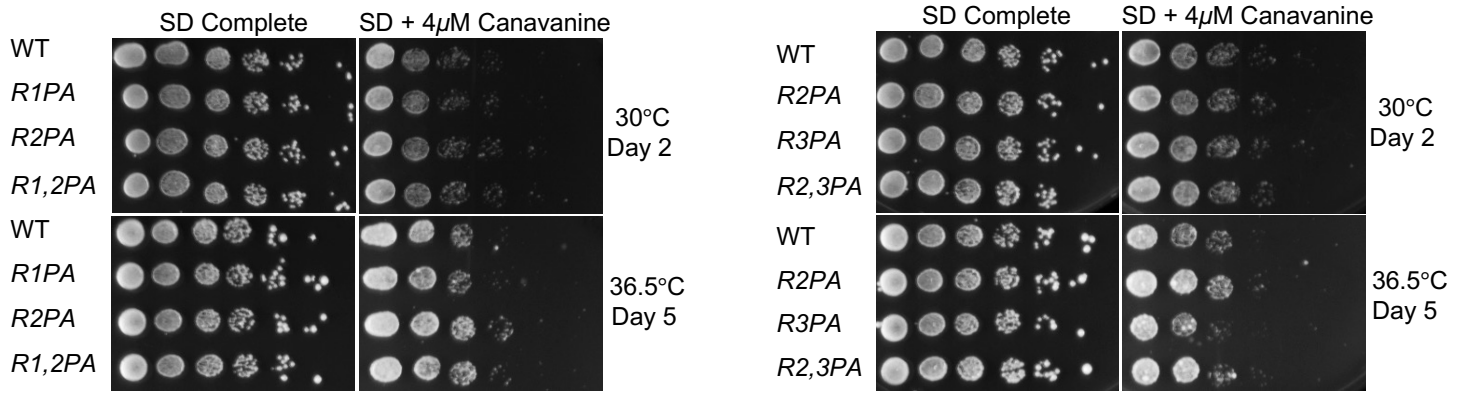 SD Complete
SD + 4µM Canavanine
WT
R1PA
R2PA
R1,2PA
30°C
Day 2
WT
R1PA
R2PA
R1,2PA
36.5°C
Day 5
SD Complete
SD + 4µM Canavanine
WT
R2PA
R3PA
R2,3PA
30°C
Day 2
WT
R2PA
R3PA
R2,3PA
36.5°C
Day 5